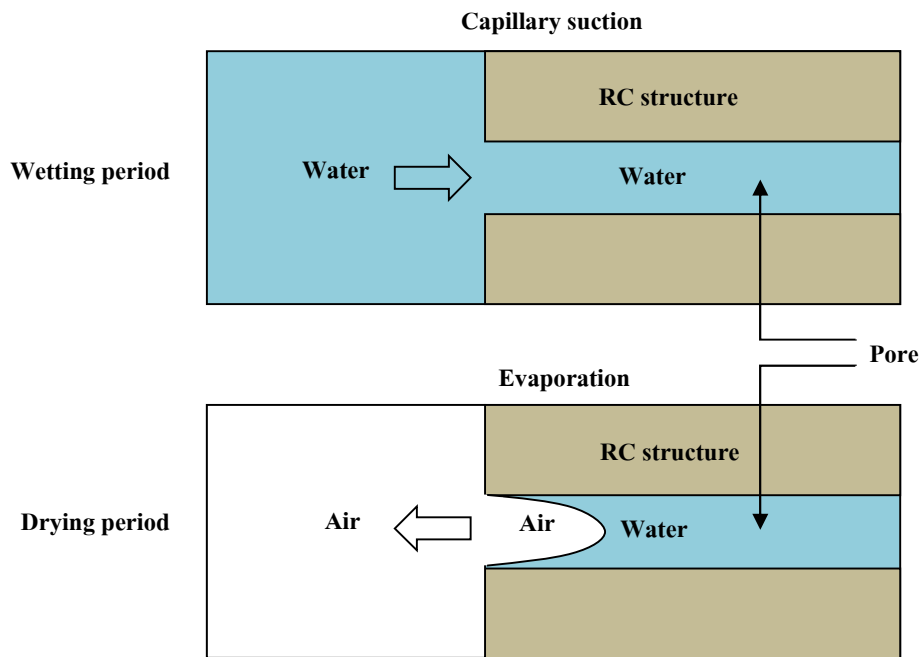 Capillary suction
RC structure
Wetting period
Water
Water
Pore
Evaporation
RC structure
Drying period
Air
Air
Water